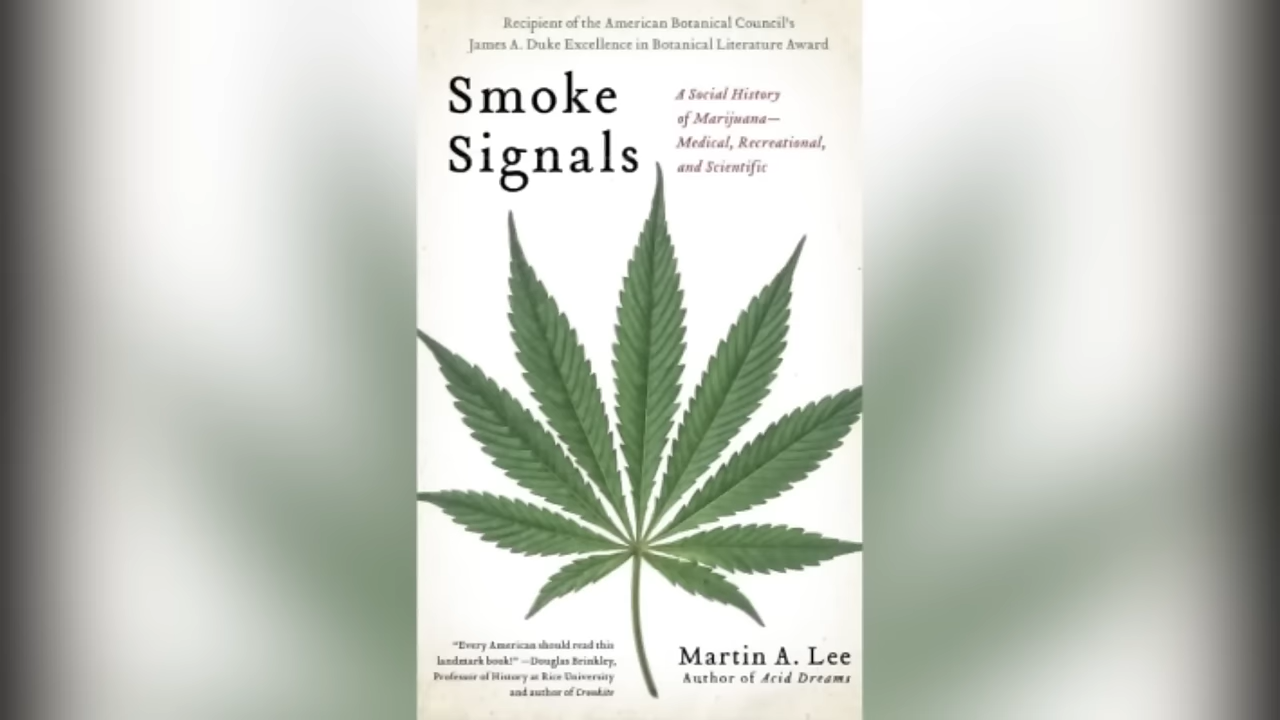 Recipient of the American Botanical Council's
James A. Duke Excellence in Botanical Literature Award
Smoke
Signals
A Social History
of Marijuana—
Medical, Recreational,
and Scientific
"Every American should read this
landmark book!" —Douglas Brinkley,
Professor of History at Rice University
and author of Cronkite
Martin A. Lee
Author of Acid Dreams